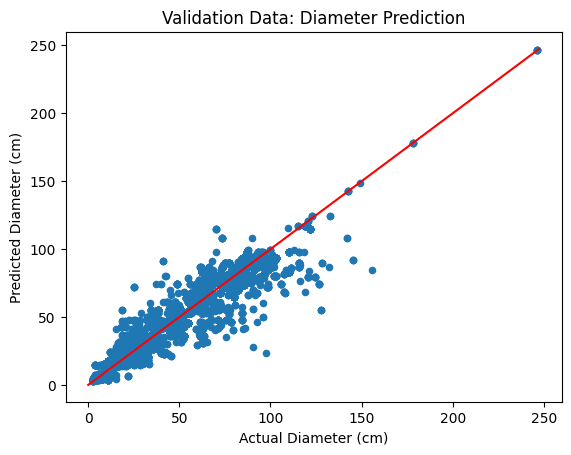 Validation Data: Diameter Prediction
Predicted Diameter (cm)
250
200
150
100
50
0
0 50 100 150 200 250
Actual Diameter (cm)